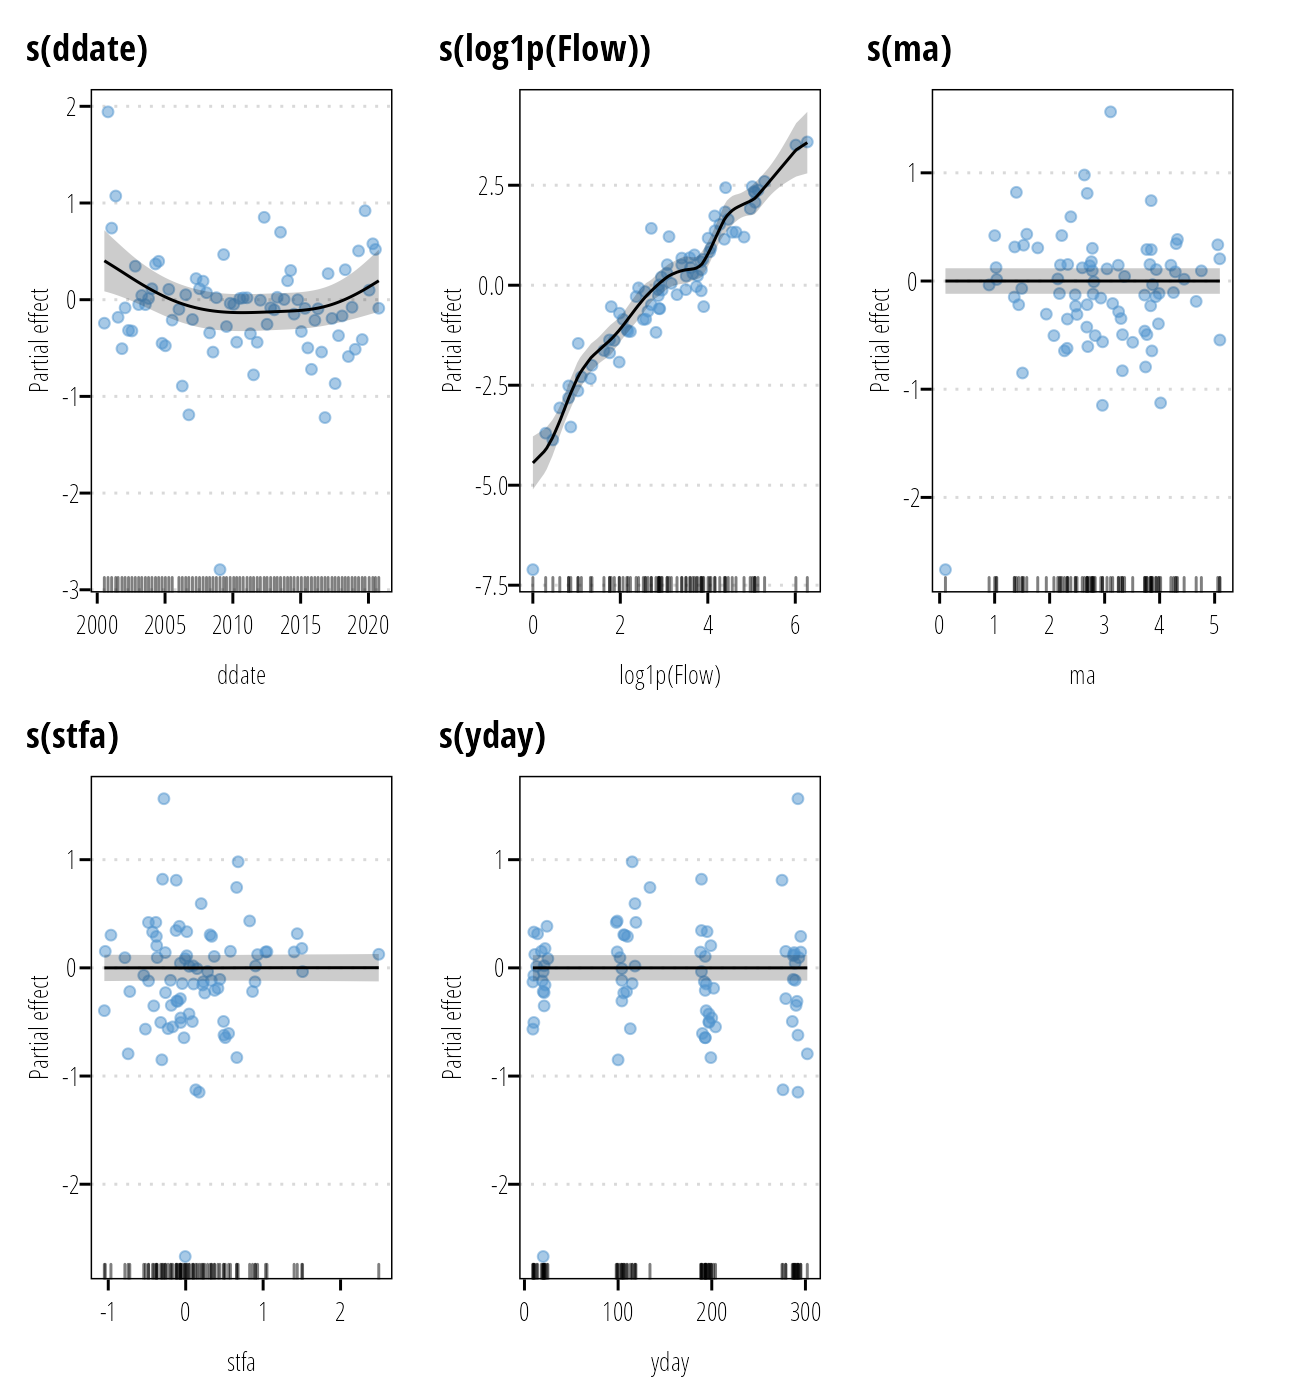 s(ddate)
Partial effect
2
1
0
-1
-2
-3
2000 2005 2010 2015 2020
ddate
s(log1p(Flow))
Partial effect
2.5
0.0
-2.5
-5.0
-7.5
0 2 4 6
log1p(Flow)
s(ma)
Partial effect
1
0
-1
-2
0 1 2 3 4 5
ma
s(stfa)
Partial effect
1
0
-1
-2
-1 0 1 2
stfa
s(yday)
Partial effect
1
0
-1
-2
0 100 200 300
yday